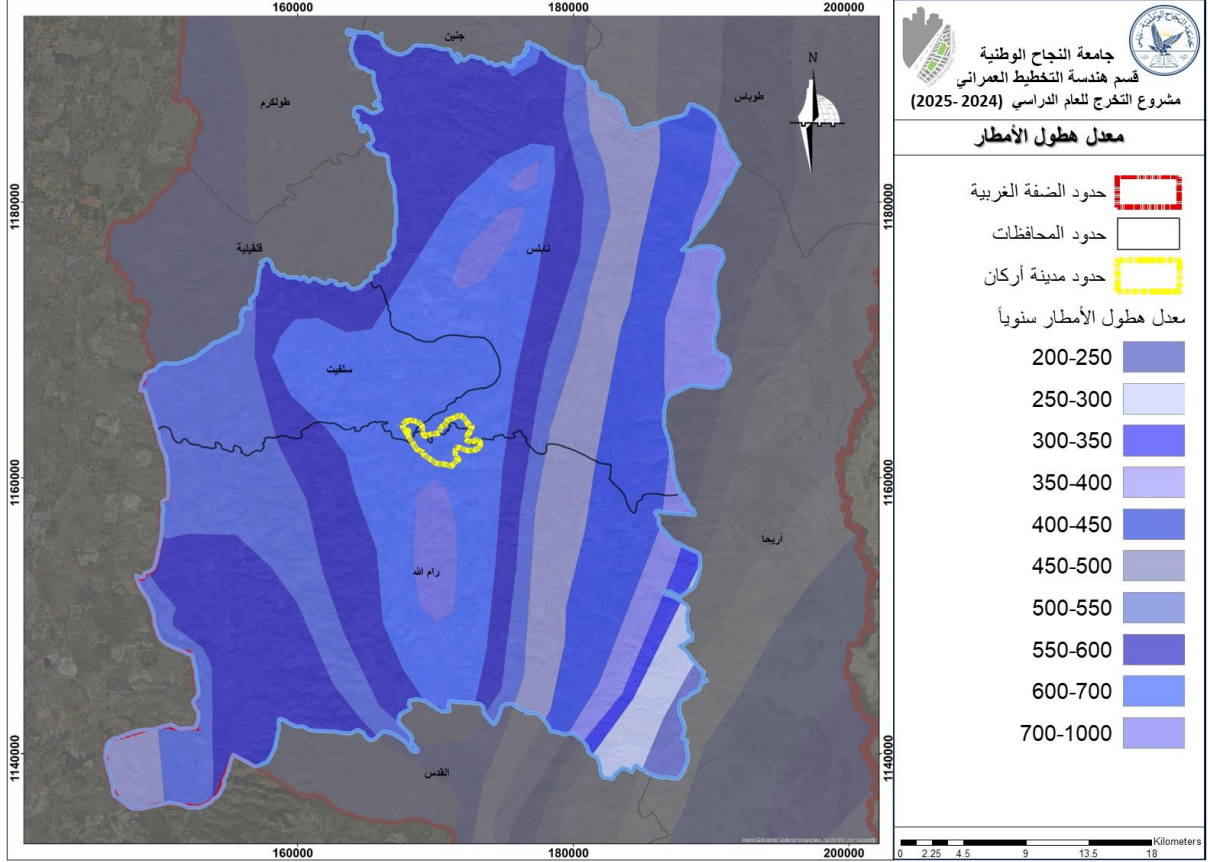 160000
180000
200000
جنين
طولكرم
طوباس
N
1180000
1180000
قلقيلية
نابلس
سلفيت
1160000
1160000
أريحا
رام الله
1140000
1140000
القدس
160000
180000
200000
جامعة النجاح الوطنية
قسم هندسة التخطيط العمراني
مشروع التخرج للعام الدراسي (2024-2025)
معدل هطول الأمطار
حدود الضفة الغربية
حدود المحافظات
حدود مدينة أركان
معدل هطول الأمطار سنوياً
200-250
250-300
300-350
350-400
400-450
450-500
500-550
550-600
600-700
700-1000
Kilometers
0 2.25 4.5 9 13.5 18